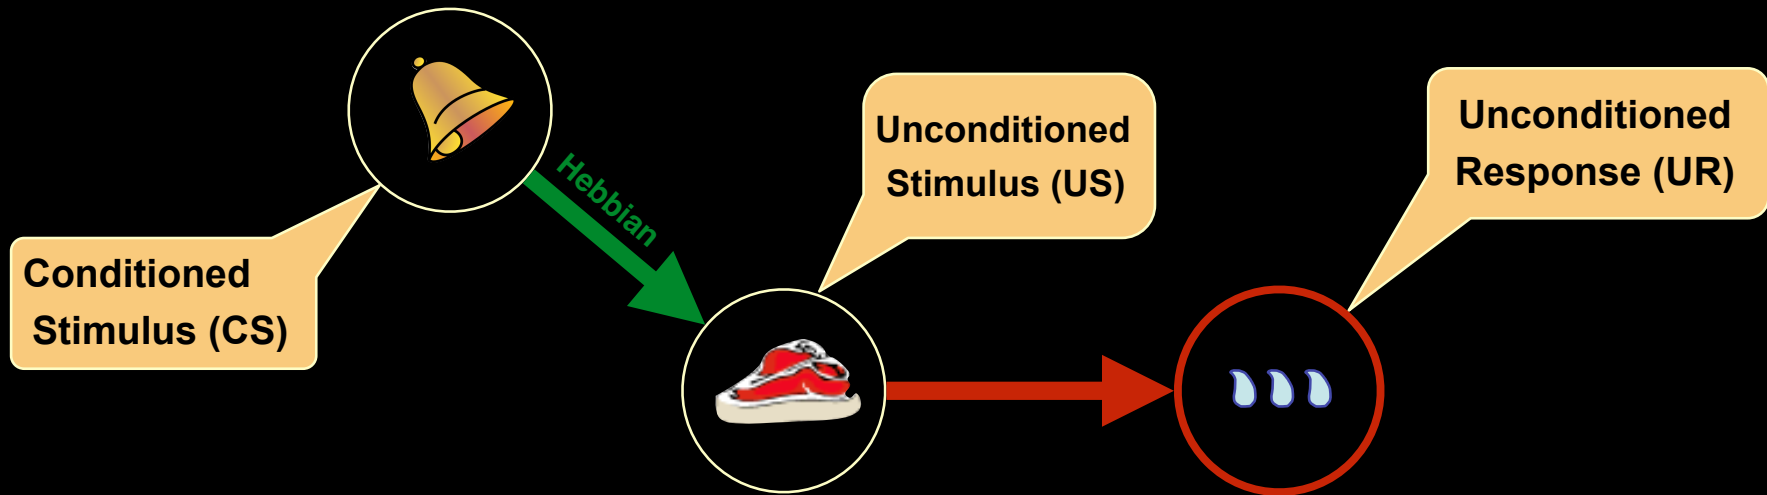 Conditioned
Stimulus (CS)
Hebbian
Unconditioned
Stimulus (US)
Unconditioned
Response (UR)